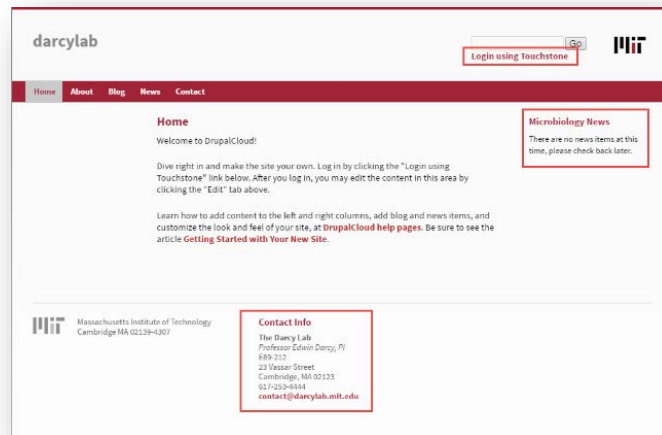 darcylab
Go
Login using Touchstone
MIT
Home About Blog News Contact
Home
Welcome to DrupalCloud!
Dive right in and make the site your own. Log in by clicking the "Login using
Touchstone" link below. After you log in, you may edit the content in this area by
clicking the "Edit" tab above.
Learn how to add content to the left and right columns, add blog and news items, and
customize the look and feel of your site, at DrupalCloud help pages. Be sure to see the
article Getting Started with Your New Site.
Microbiology News
There are no news items at this
time, please check back later.
MIT
Massachusetts Institute of Technology
Cambridge MA 02139-4307
Contact Info
The Darcy Lab
Professor Edwin Darcy, PI
E89-212
23 Vassar Street
Cambridge, MA 02123
617-253-4444
contact@darcylab.mit.edu